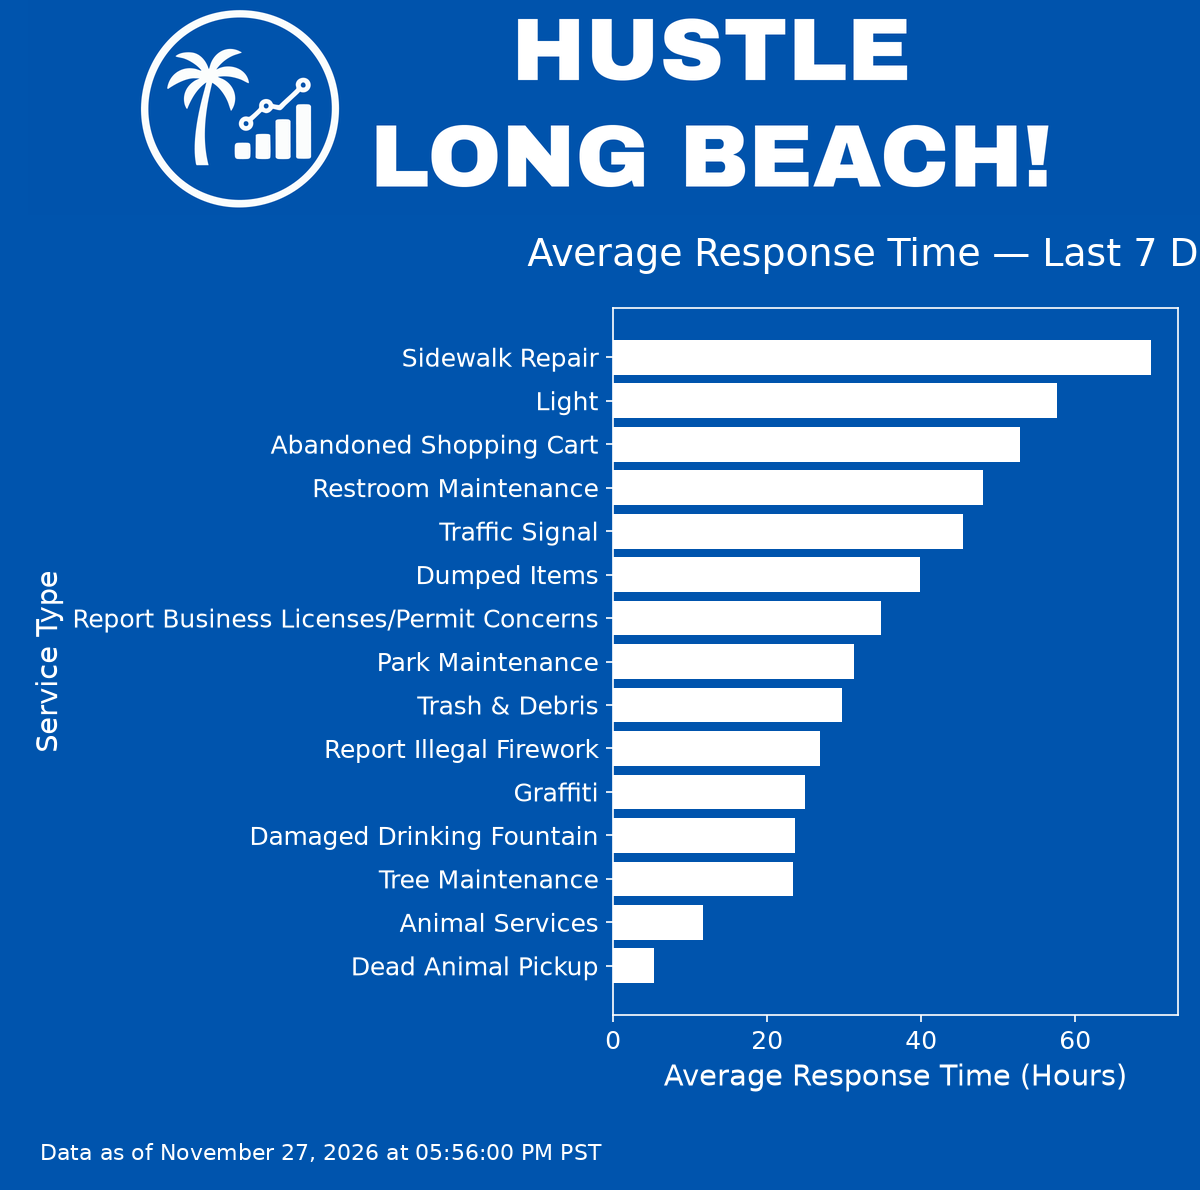 HUSTLE
LONG BEACH!
Average Response Time — Last 7 D
Sidewalk Repair
Light
Abandoned Shopping Cart
Restroom Maintenance
Traffic Signal
Dumped Items
Report Business Licenses/Permit Concerns
Park Maintenance
Trash & Debris
Report Illegal Firework
Graffiti
Damaged Drinking Fountain
Tree Maintenance
Animal Services
Dead Animal Pickup
Service Type
0 20 40 60
Average Response Time (Hours)
Data as of November 27, 2026 at 05:56:00 PM PST